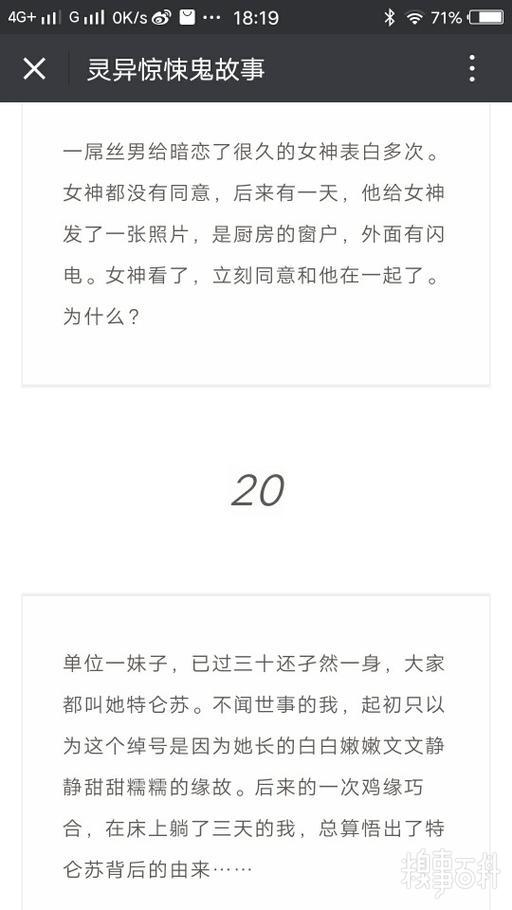 4G+ G 0K/s 18:19 71%
灵异惊悚鬼故事
一屌丝男给暗恋了很久的女神表白多次。
女神都没有同意，后来有一天，他给女神
发了一张照片，是厨房的窗户，外面有闪
电。女神看了，立刻同意和他在一起了。
为什么？
20
单位一妹子，已过三十还孑然一身，大家
都叫她特仑苏。不闻世事的我，起初只以
为这个绰号是因为她长的白白嫩嫩文文静
静甜甜糯糯的缘故。后来的一次鸡缘巧
合，在床上躺了三天的我，总算悟出了特
仑苏背后的由来……
糗事百科